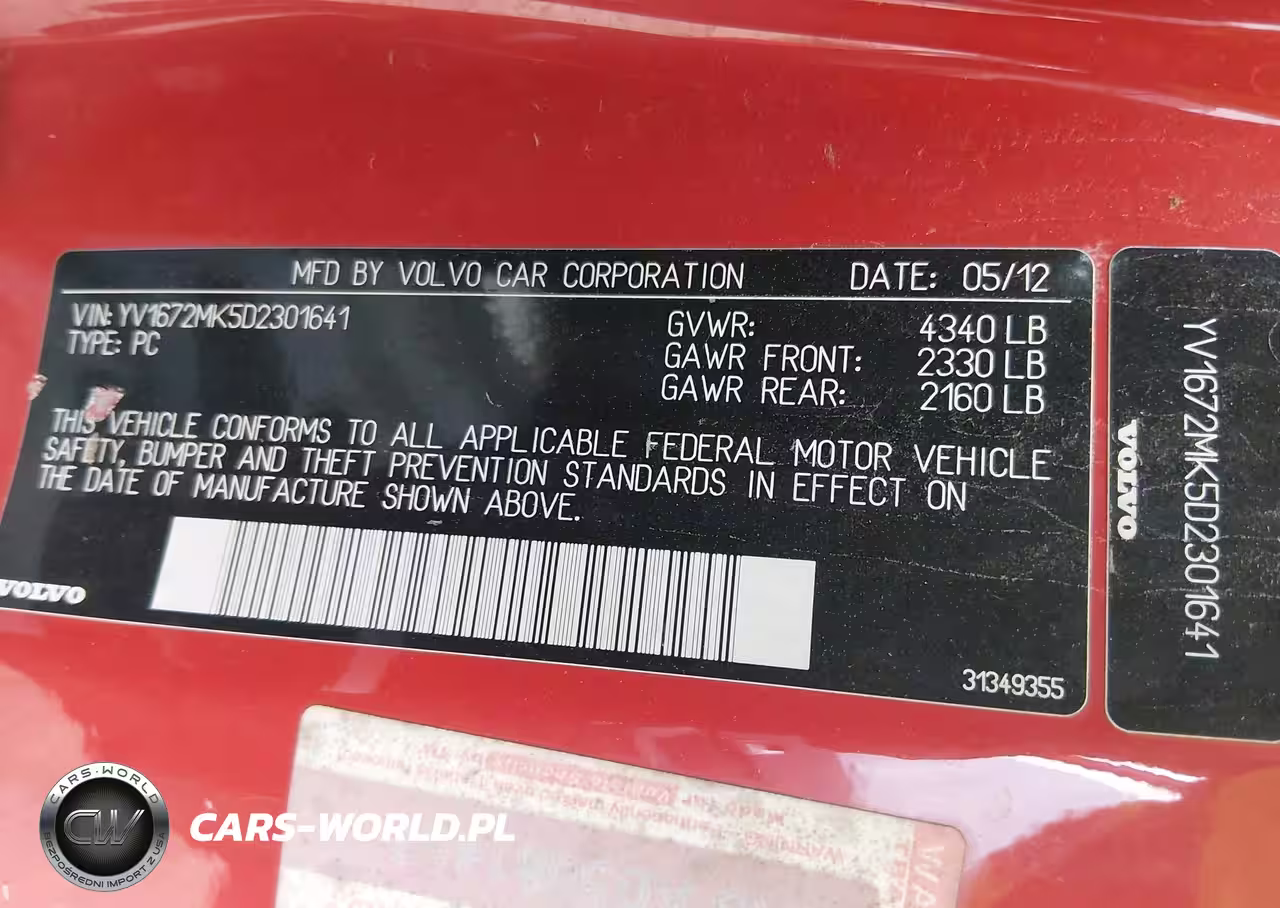 MFD BY VOLVO CAR CORPORATION DATE: 05/12
VIN: YV1672MK5D2301641
TYPE: PC
GVWR: 4340 LB
GAWR FRONT: 2330 LB
GAWR REAR: 2160 LB
THIS VEHICLE CONFORMS TO ALL APPLICABLE FEDERAL MOTOR VEHICLE
SAFETY, BUMPER AND THEFT PREVENTION STANDARDS IN EFFECT ON
THE DATE OF MANUFACTURE SHOWN ABOVE.
VOLVO
31349355
YV1672MK5D2301641
VOLVO
CARS-WORLD
CW
BEZPOŚREDNI IMPORT Z USA
CARS-WORLD.PL